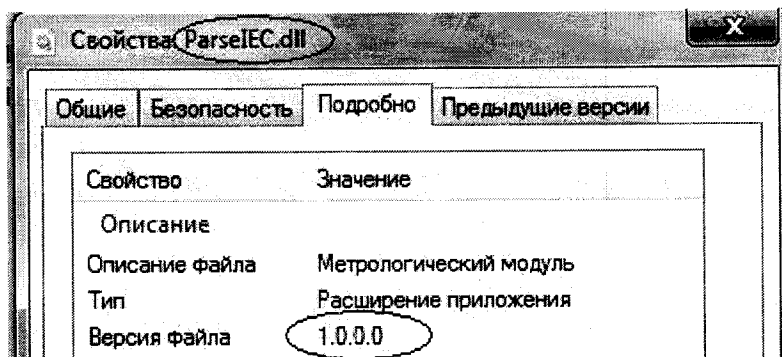 Свойства: ParseIEC.dll
X
Общие Безопасность Подробно Предыдущие версии
Свойство Значение
Описание
Описание файла Метрологический модуль
Тип Расширение приложения
Версия файла 1.0.0.0